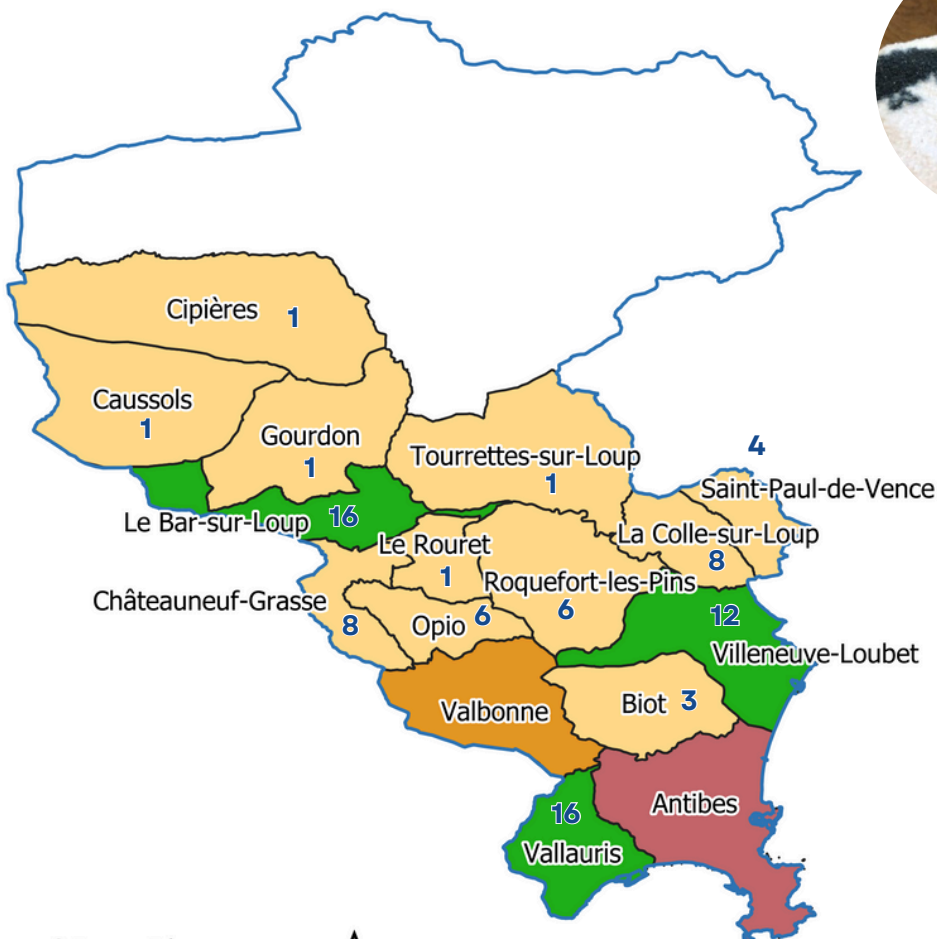 Cipières 1
Caussols
1
Gourdon
1
Tourrettes-sur-Loup
1
4
Saint-Paul-de-Vence
Le Bar-sur-Loup 16
La Colle-sur-Loup
8
Le Rouret
1
Roquefort-les-Pins
6
Châteauneuf-Grasse
8
Opio 6
12
Villeneuve-Loubet
Valbonne
Biot 3
Antibes
16
Vallauris